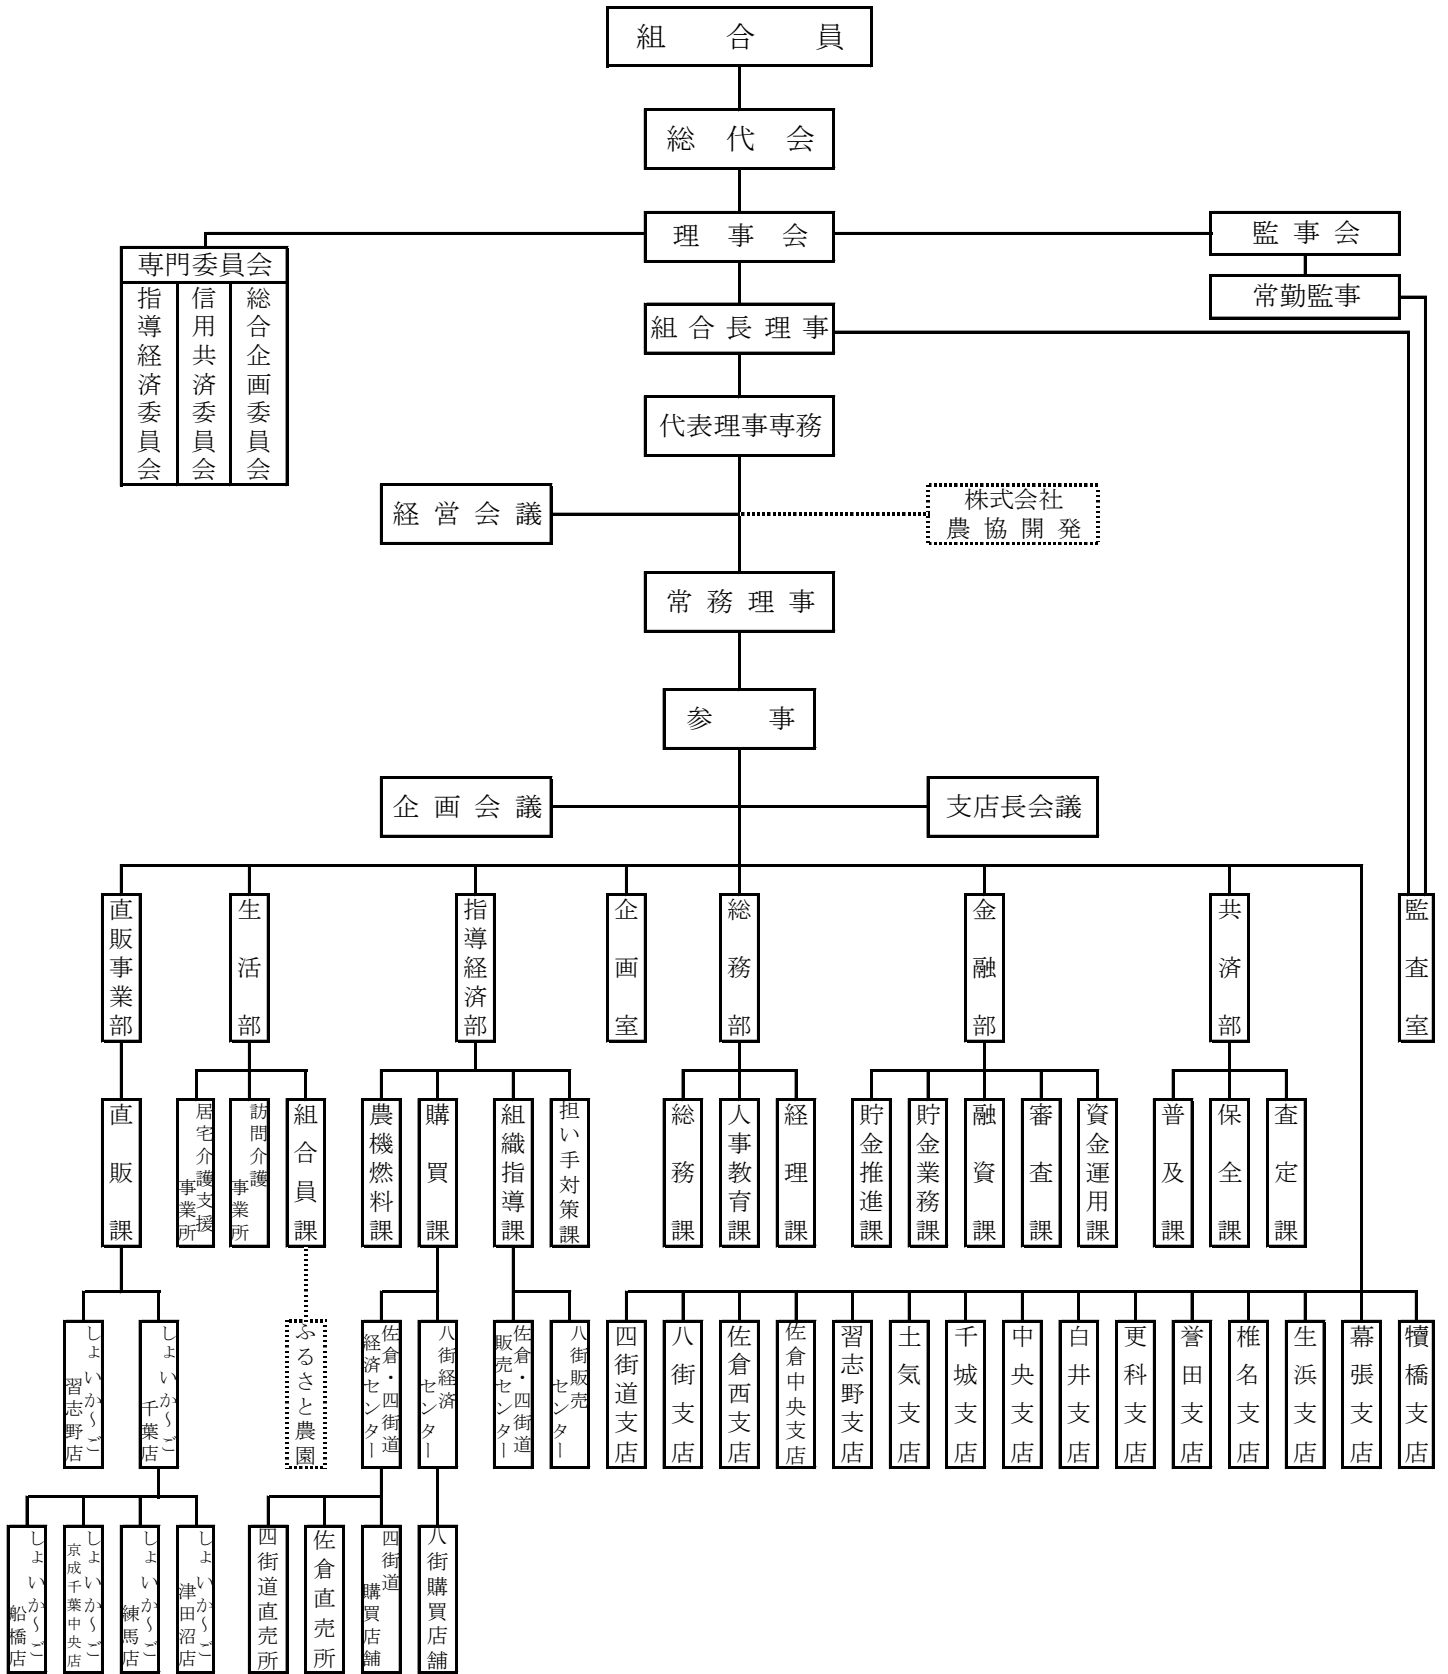 組合員
総代会
理事会
監事会
専門委員会
指導経済委員会
信用共済委員会
総合企画委員会
常勤監事
組合長理事
代表理事専務
経営会議
株式会社
農協開発
常務理事
参事
企画会議
支店長会議
直販事業部
生活部
指導経済部
企画室
総務部
金融部
共済部
監査室
直販課
居宅介護支援
事業所
訪問介護
事業所
組合員課
農機燃料課
購買課
組織指導課
担い手対策課
総務課
人事教育課
経理課
貯金推進課
貯金業務課
融資課
審査課
資金運用課
普及課
保全課
査定課
しょいか~ご
習志野店
しょいか~ご
千葉店
ふるさと農園
佐倉・四街道
経済センター
八街経済
センター
佐倉・四街道
販売センター
八街販売
センター
四街道支店
八街支店
佐倉西支店
佐倉中央支店
習志野支店
土気支店
千城支店
中央支店
白井支店
更科支店
誉田支店
椎名支店
生浜支店
幕張支店
犢橋支店
しょいか~ご
船橋店
しょいか~ご
京成千葉中央店
しょいか~ご
練馬店
しょいか~ご
津田沼店
四街道直売所
佐倉直売所
四街道
購買店舗
八街購買店舗